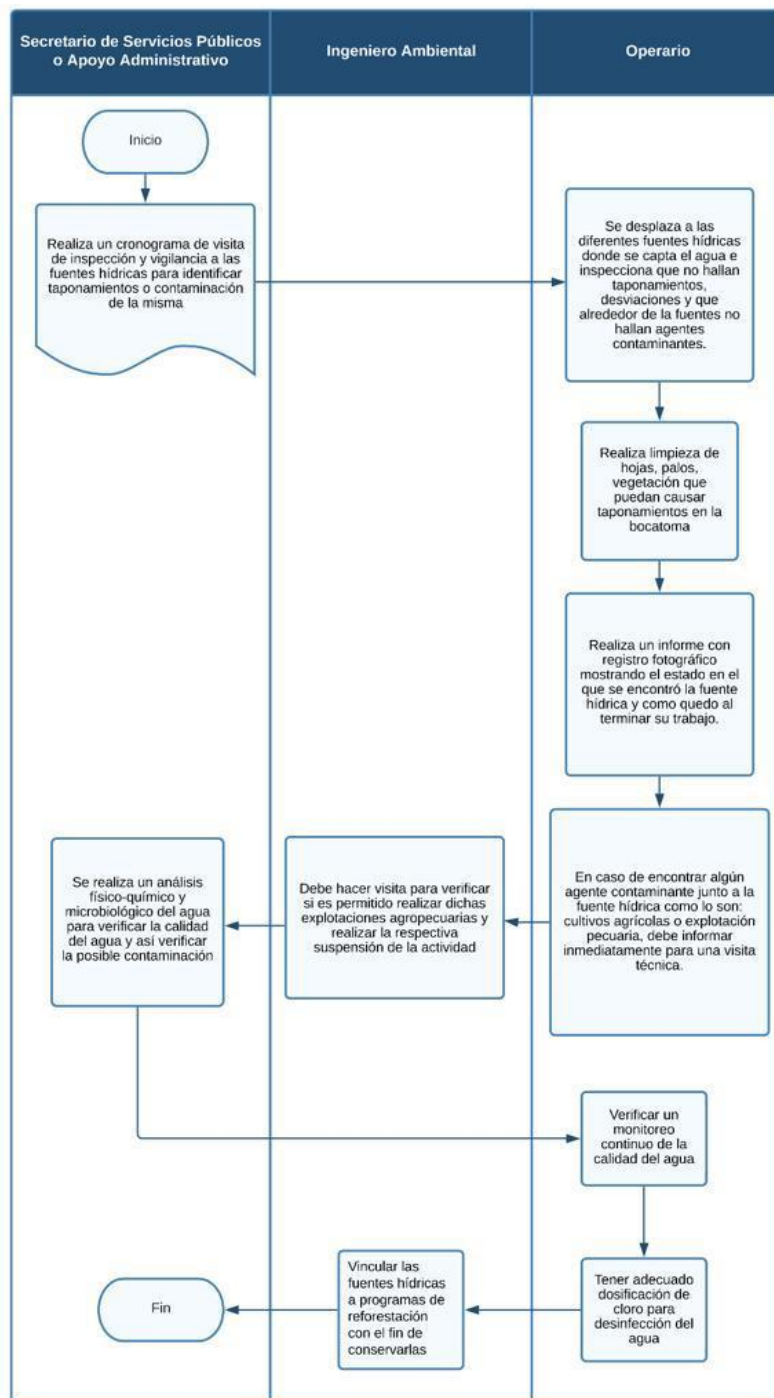 Secretario de Servicios Públicos
o Apoyo Administrativo
Ingeniero Ambiental
Operario
Inicio
Realiza un cronograma de visita
de inspección y vigilancia a las
fuentes hídricas para identificar
taponamientos o contaminación
de la misma
Se desplaza a las
diferentes fuentes hídricas
donde se capta el agua e
inspecciona que no hallan
taponamientos,
desviaciones y que
alrededor de la fuentes no
hallan agentes
contaminantes.
Realiza limpieza de
hojas, palos,
vegetación que
puedan causar
taponamientos en la
bocatoma
Realiza un informe con
registro fotográfico
mostrando el estado en el
que se encontró la fuente
hídrica y como quedo al
terminar su trabajo.
En caso de encontrar algún
agente contaminante junto a la
fuente hídrica como lo son:
cultivos agrícolas o explotación
pecuaria, debe informar
inmediatamente para una visita
técnica.
Debe hacer visita para verificar
si es permitido realizar dichas
explotaciones agropecuarias y
realizar la respectiva
suspensión de la actividad
Se realiza un análisis
físico-químico y
microbiológico del agua
para verificar la calidad
del agua y así verificar
la posible contaminación
Verificar un
monitoreo
continuo de la
calidad del agua
Tener adecuado
dosificación de
cloro para
desinfección del
agua
Vincular las
fuentes hídricas
a programas de
reforestación
con el fin de
conservarlas
Fin